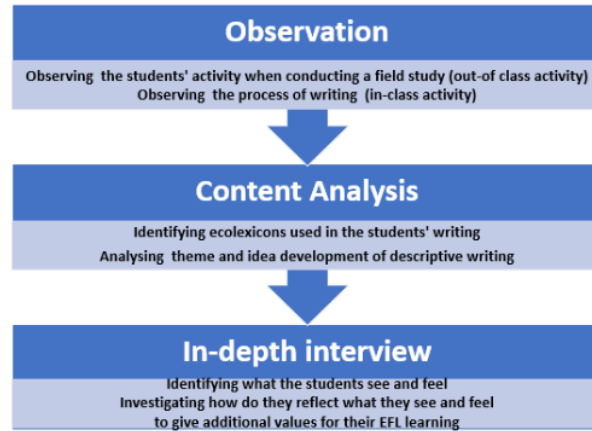 Observation
Observing the students' activity when conducting a field study (out-of class activity)
Observing the process of writing (in-class activity)
Content Analysis
Identifying ecolexicons used in the students' writing
Analysing theme and idea development of descriptive writing
In-depth interview
Identifying what the students see and feel
Investigating how do they reflect what they see and feel
to give additional values for their EFL learning